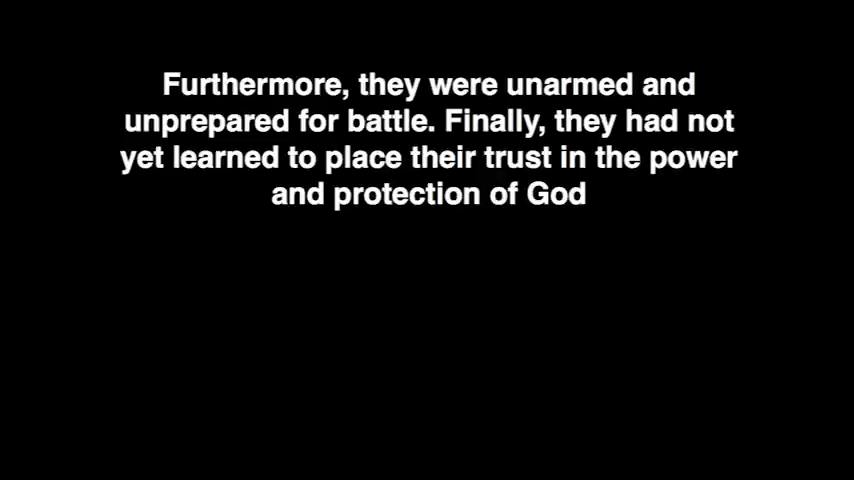 Furthermore, they were unarmed and
unprepared for battle. Finally, they had not
yet learned to place their trust in the power
and protection of God